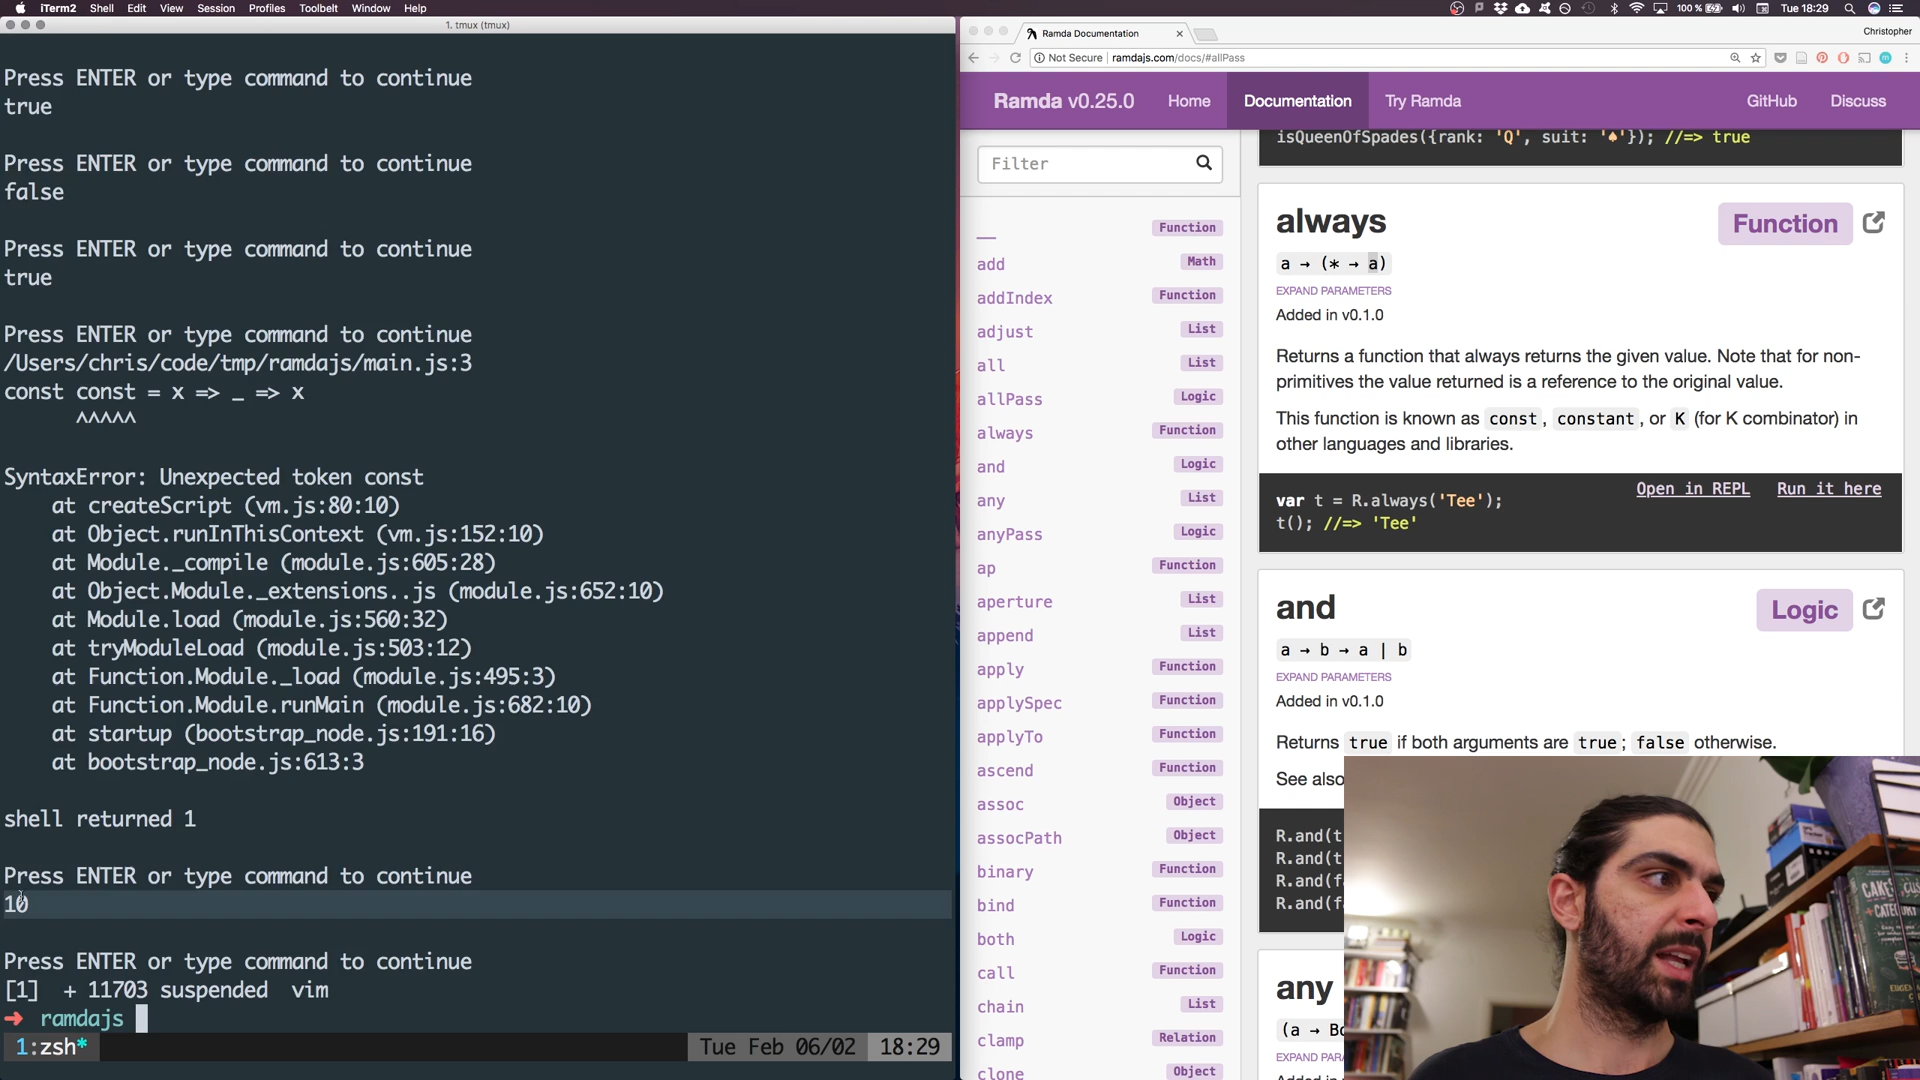 iTerm2 Shell Edit View Session Profiles Toolbelt Window Help
100 % Tue 18:29
1. tmux (tmux)
Press ENTER or type command to continue
true
Press ENTER or type command to continue
false
Press ENTER or type command to continue
true
Press ENTER or type command to continue
/Users/chris/code/tmp/ramdajs/main.js:3
const const = x => _ => x
^^^^^
SyntaxError: Unexpected token const
at createScript (vm.js:80:10)
at Object.runInThisContext (vm.js:152:10)
at Module._compile (module.js:605:28)
at Object.Module._extensions..js (module.js:652:10)
at Module.load (module.js:560:32)
at tryModuleLoad (module.js:503:12)
at Function.Module._load (module.js:495:3)
at Function.Module.runMain (module.js:682:10)
at startup (bootstrap_node.js:191:16)
at bootstrap_node.js:613:3
shell returned 1
Press ENTER or type command to continue
10
Press ENTER or type command to continue
[1] + 11703 suspended vim
➜ ramdajs
1:zsh* Tue Feb 06/02 18:29
Ramda Documentation Christopher
Not Secure ramdajs.com/docs/#allPass
Ramda v0.25.0 Home Documentation Try Ramda GitHub Discuss
Filter
__ Function
add Math
addIndex Function
adjust List
all List
allPass Logic
always Function
and Logic
any List
anyPass Logic
ap Function
aperture List
append List
apply Function
applySpec Function
applyTo Function
ascend Function
assoc Object
assocPath Object
binary Function
bind Function
both Logic
call Function
chain List
clamp Relation
clone Object
isQueenOfSpades({rank: 'Q', suit: '♠︎'}); //=> true
always Function
a → (* → a)
EXPAND PARAMETERS
Added in v0.1.0
Returns a function that always returns the given value. Note that for non-
primitives the value returned is a reference to the original value.
This function is known as const, constant, or K (for K combinator) in
other languages and libraries.
Open in REPL Run it here
var t = R.always('Tee');
t(); //=> 'Tee'
and Logic
a → b → a | b
EXPAND PARAMETERS
Added in v0.1.0
Returns true if both arguments are true; false otherwise.
See also
R.and(t
R.and(t
R.and(f
R.and(f
any
(a → Bo
EXPAND PAR